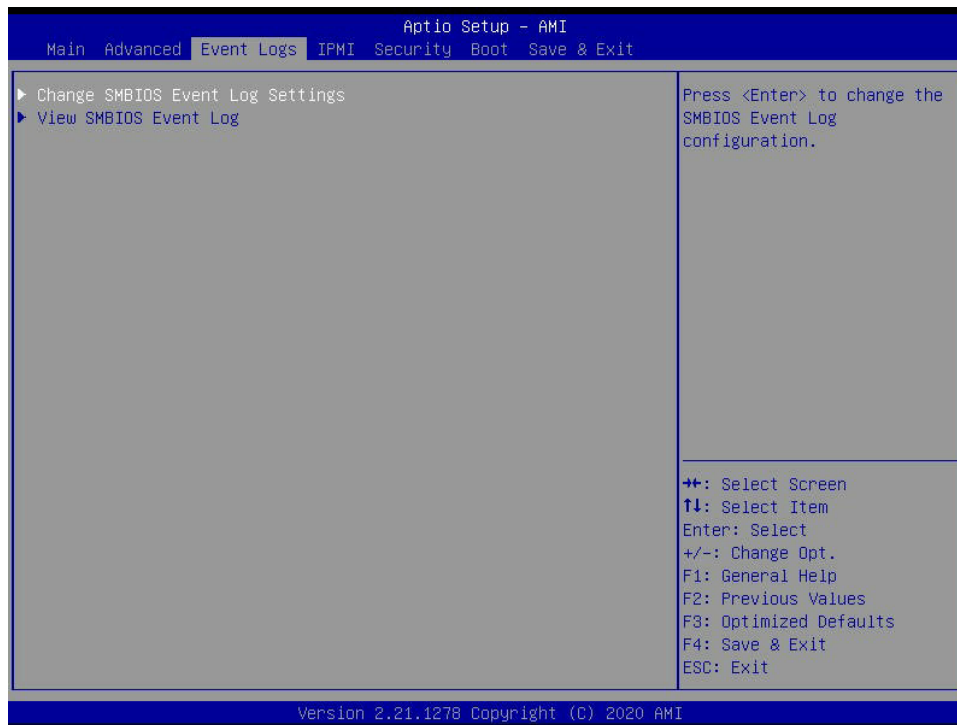 Aptio Setup – AMI
Main Advanced Event Logs IPMI Security Boot Save & Exit
▶ Change SMBIOS Event Log Settings
▶ View SMBIOS Event Log
Press <Enter> to change the
SMBIOS Event Log
configuration.
→←: Select Screen
↑↓: Select Item
Enter: Select
+/-: Change Opt.
F1: General Help
F2: Previous Values
F3: Optimized Defaults
F4: Save & Exit
ESC: Exit
Version 2.21.1278 Copyright (C) 2020 AMI